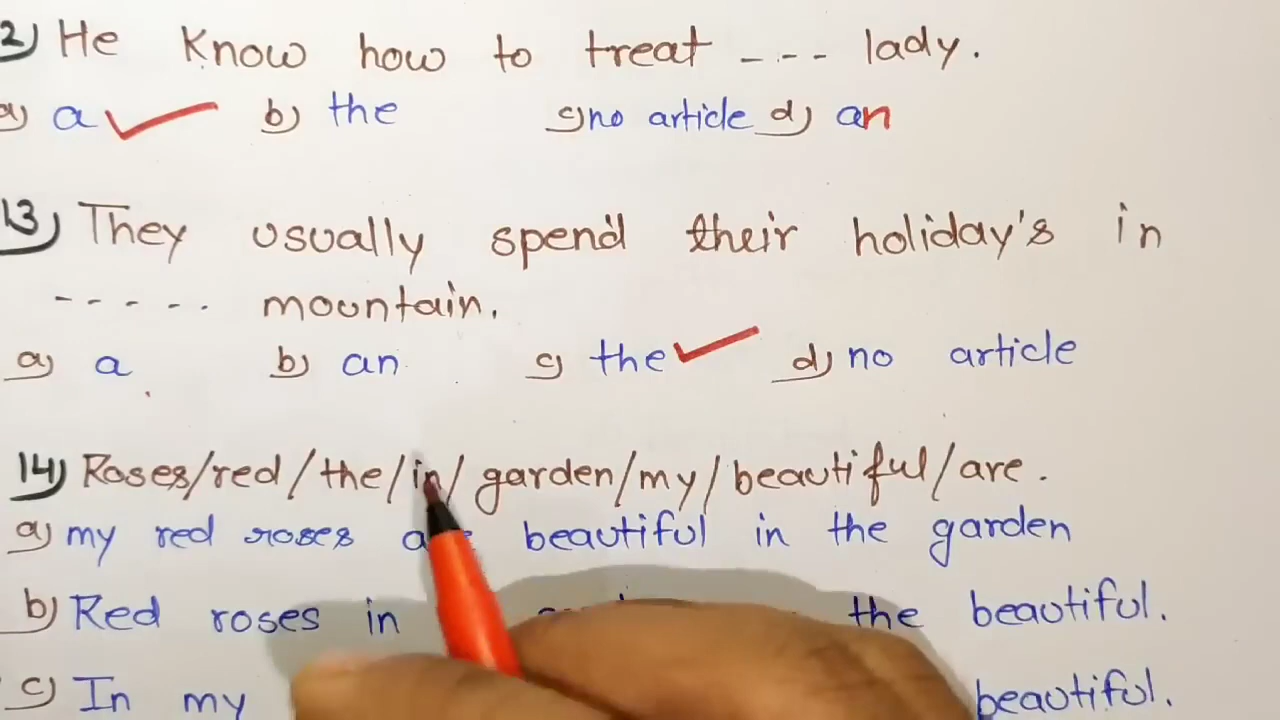 2) He Know how to treat --- lady.
a) a b) the c) no article d) an
13) They usually spend their holiday's in
----- mountain.
a) a b) an c) the d) no article
14) Roses/red/the/in/garden/my/beautiful/are.
a) my red roses beautiful in the garden
b) Red roses in the beautiful.
c) In my beautiful.